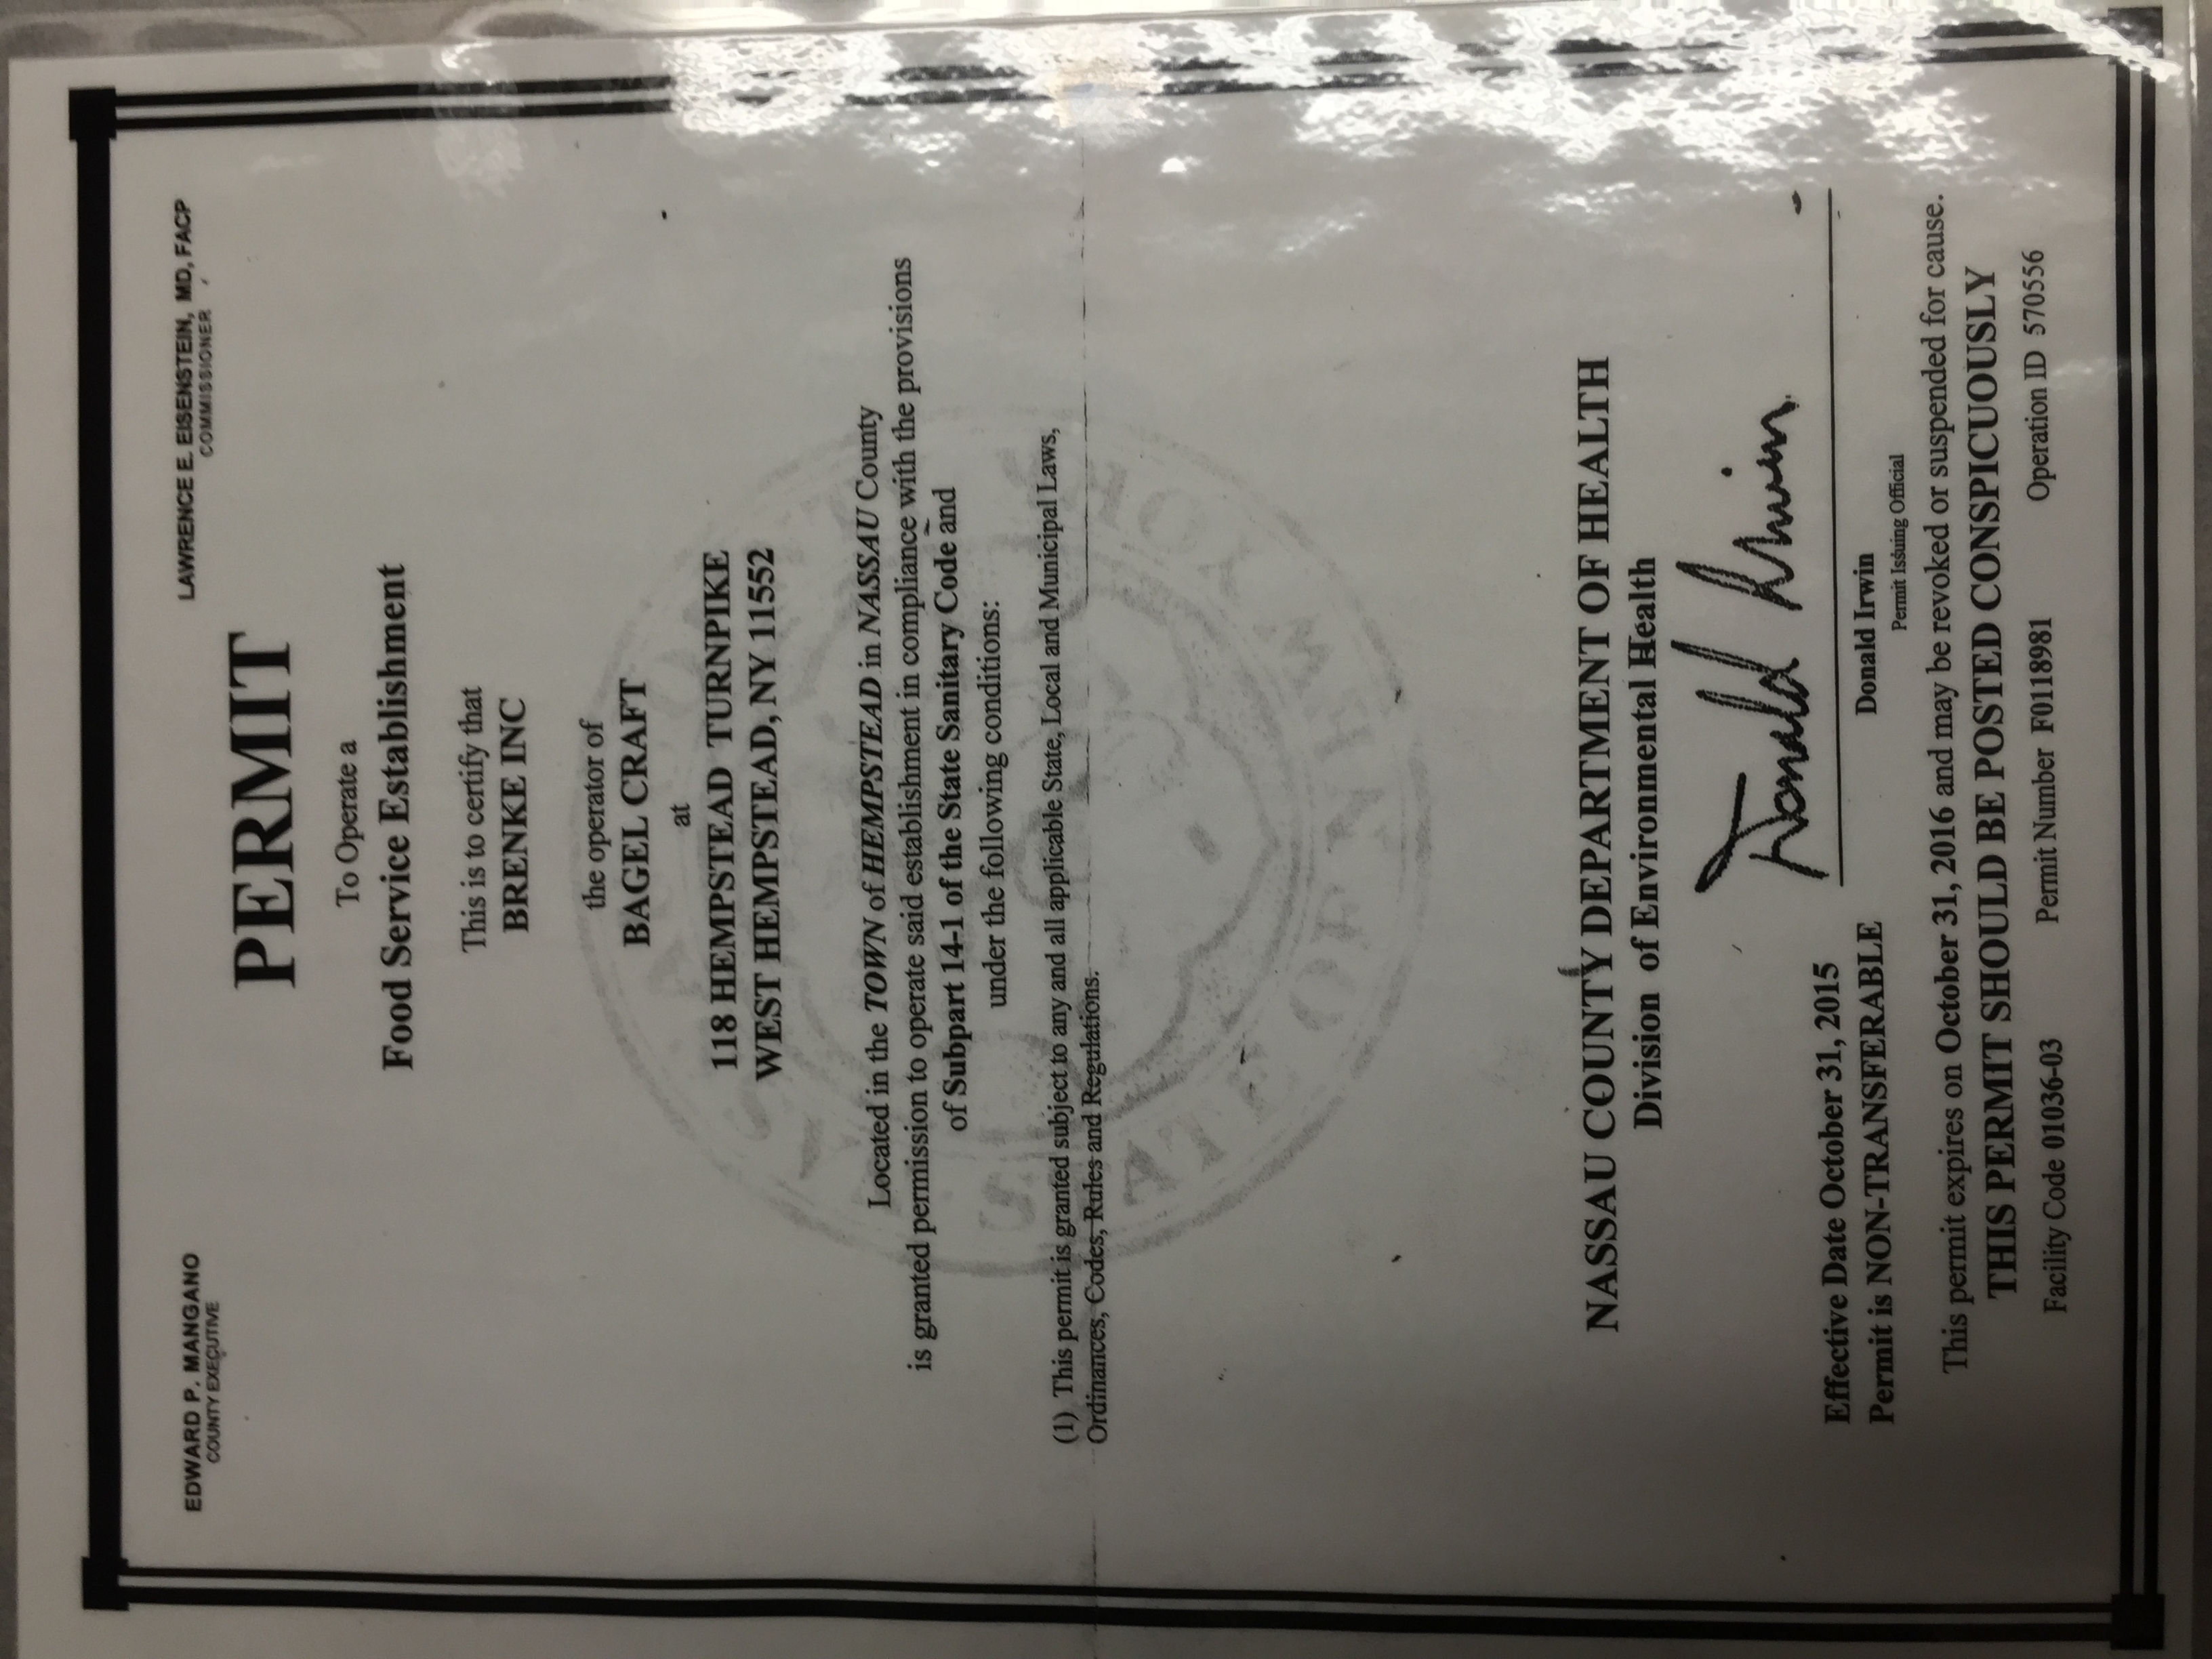 EDWARD P. MANGANO
COUNTY EXECUTIVE
LAWRENCE E. EISENSTEIN, MD, FACP
COMMISSIONER
PERMIT
To Operate a
Food Service Establishment
This is to certify that
BRENKE INC
the operator of
BAGEL CRAFT
at
118 HEMPSTEAD TURNPIKE
WEST HEMPSTEAD, NY 11552
Located in the TOWN of HEMPSTEAD in NASSAU County
is granted permission to operate said establishment in compliance with the provisions
of Subpart 14-1 of the State Sanitary Code and
under the following conditions:
(1) This permit is granted subject to any and all applicable State, Local and Municipal Laws,
Ordinances, Codes, Rules and Regulations.
NASSAU COUNTY DEPARTMENT OF HEALTH
Division of Environmental Health
Donald Irwin
Effective Date October 31, 2015
Permit is NON-TRANSFERABLE
Donald Irwin
Permit Issuing Official
This permit expires on October 31, 2016 and may be revoked or suspended for cause.
THIS PERMIT SHOULD BE POSTED CONSPICUOUSLY
Facility Code 01036-03 Permit Number F0118981 Operation ID 570556